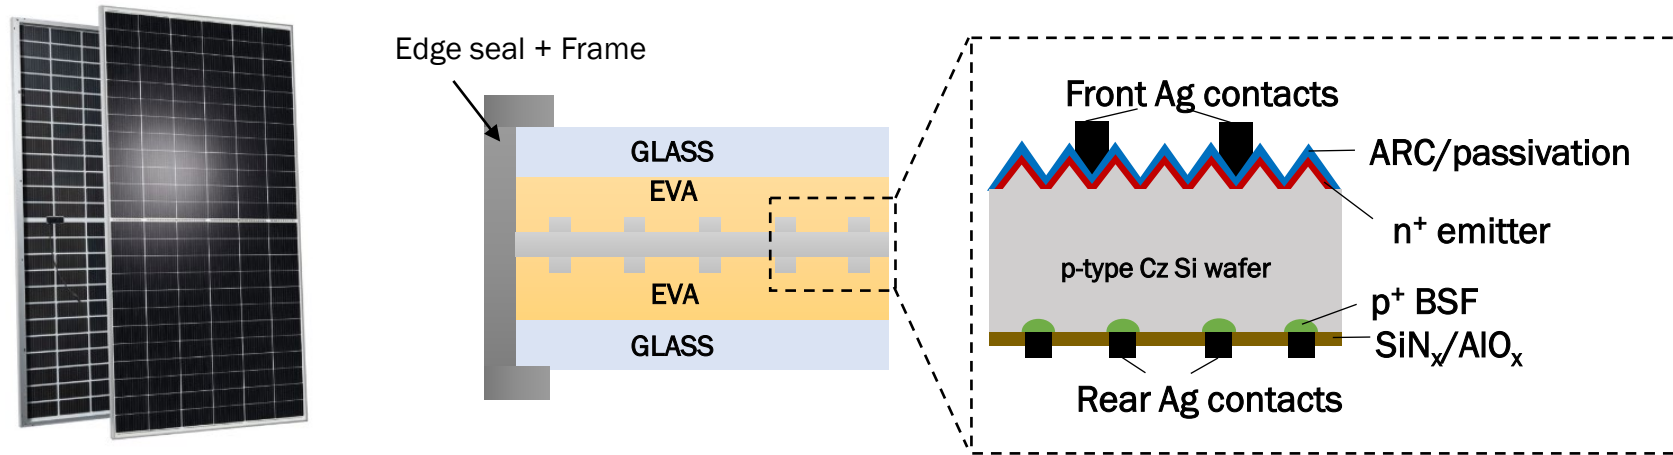 Edge seal + Frame
GLASS
EVA
EVA
GLASS
Front Ag contacts
ARC/passivation
n⁺ emitter
p-type Cz Si wafer
p⁺ BSF
SiNₓ/AlOₓ
Rear Ag contacts